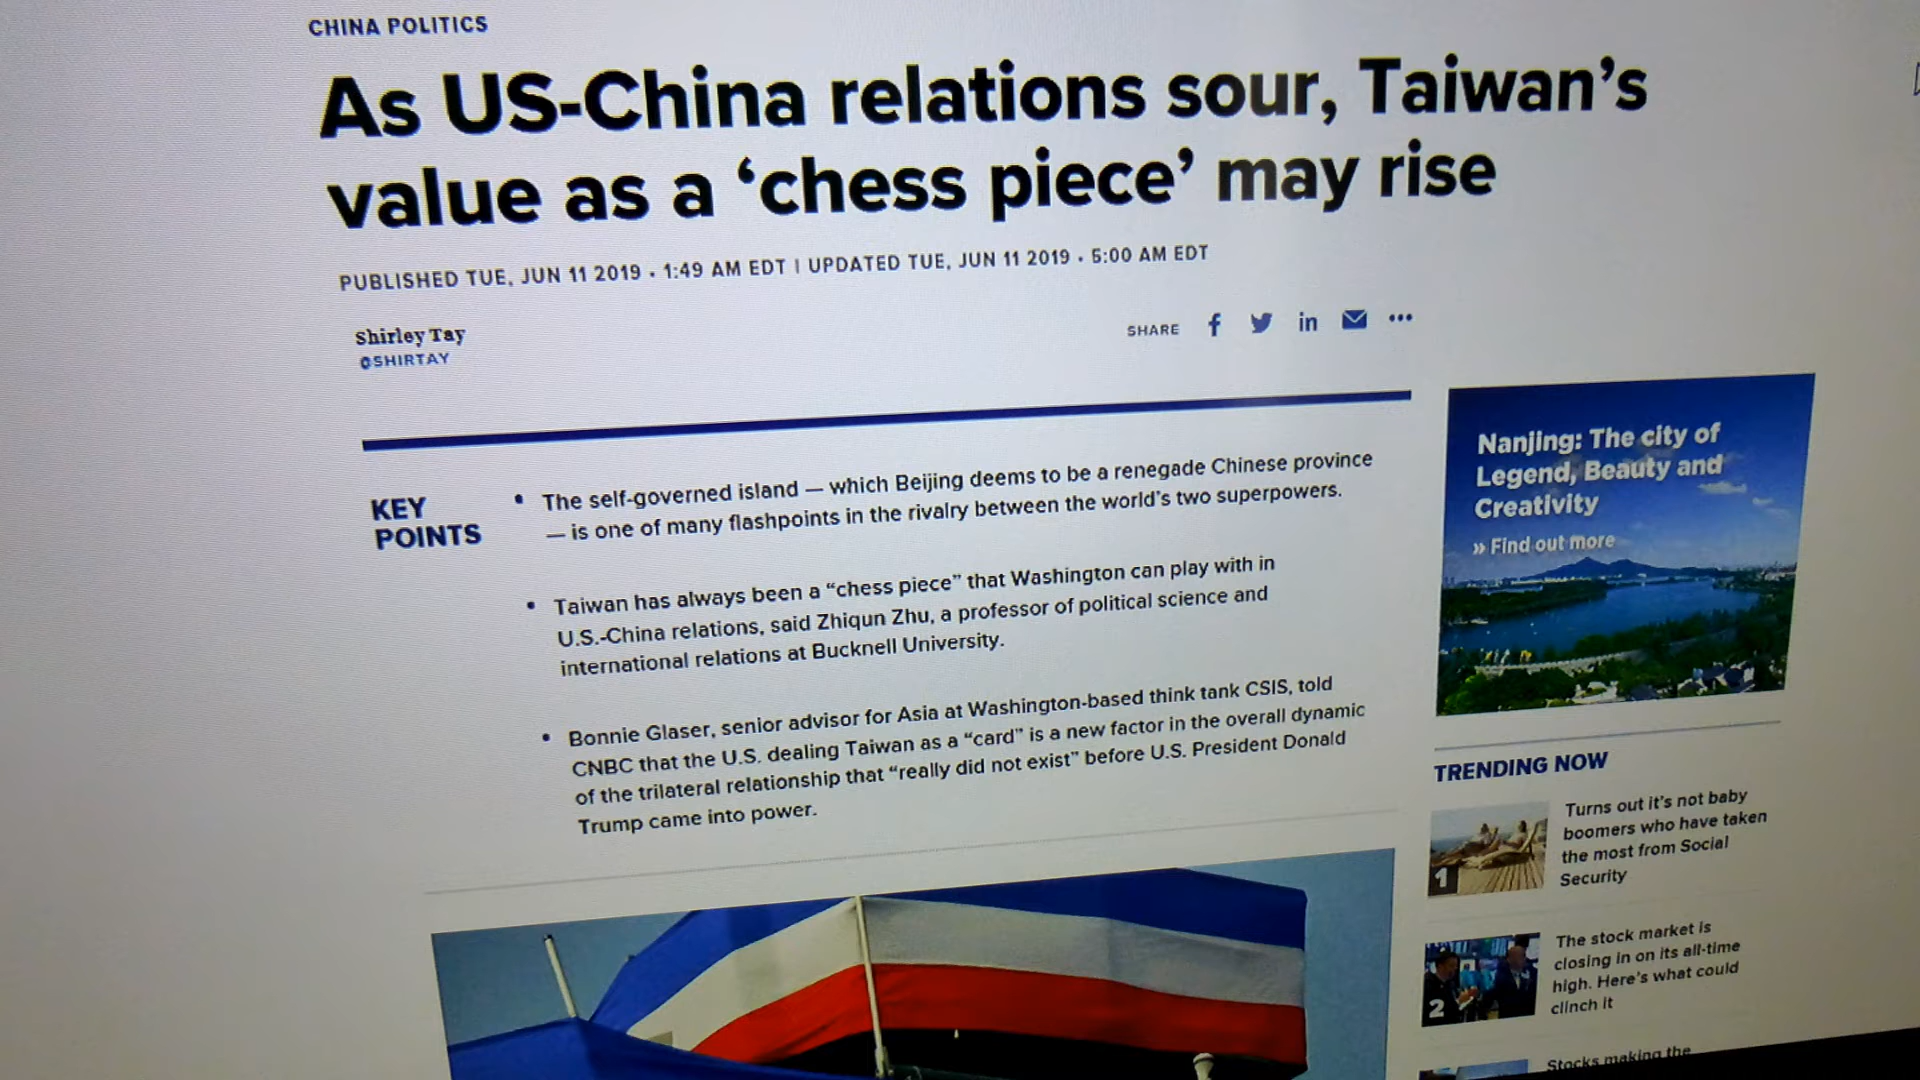 CHINA POLITICS
As US-China relations sour, Taiwan’s
value as a ‘chess piece’ may rise
PUBLISHED TUE, JUN 11 2019 • 1:49 AM EDT | UPDATED TUE, JUN 11 2019 • 5:00 AM EDT
Shirley Tay
@SHIRTAY
SHARE
KEY
POINTS
• The self-governed island — which Beijing deems to be a renegade Chinese province
— is one of many flashpoints in the rivalry between the world’s two superpowers.
• Taiwan has always been a “chess piece” that Washington can play with in
U.S.-China relations, said Zhiqun Zhu, a professor of political science and
international relations at Bucknell University.
• Bonnie Glaser, senior advisor for Asia at Washington-based think tank CSIS, told
CNBC that the U.S. dealing Taiwan as a “card” is a new factor in the overall dynamic
of the trilateral relationship that “really did not exist” before U.S. President Donald
Trump came into power.
Nanjing: The city of
Legend, Beauty and
Creativity
» Find out more
TRENDING NOW
1
Turns out it’s not baby
boomers who have taken
the most from Social
Security
2
The stock market is
closing in on its all-time
high. Here’s what could
clinch it
Stocks making the